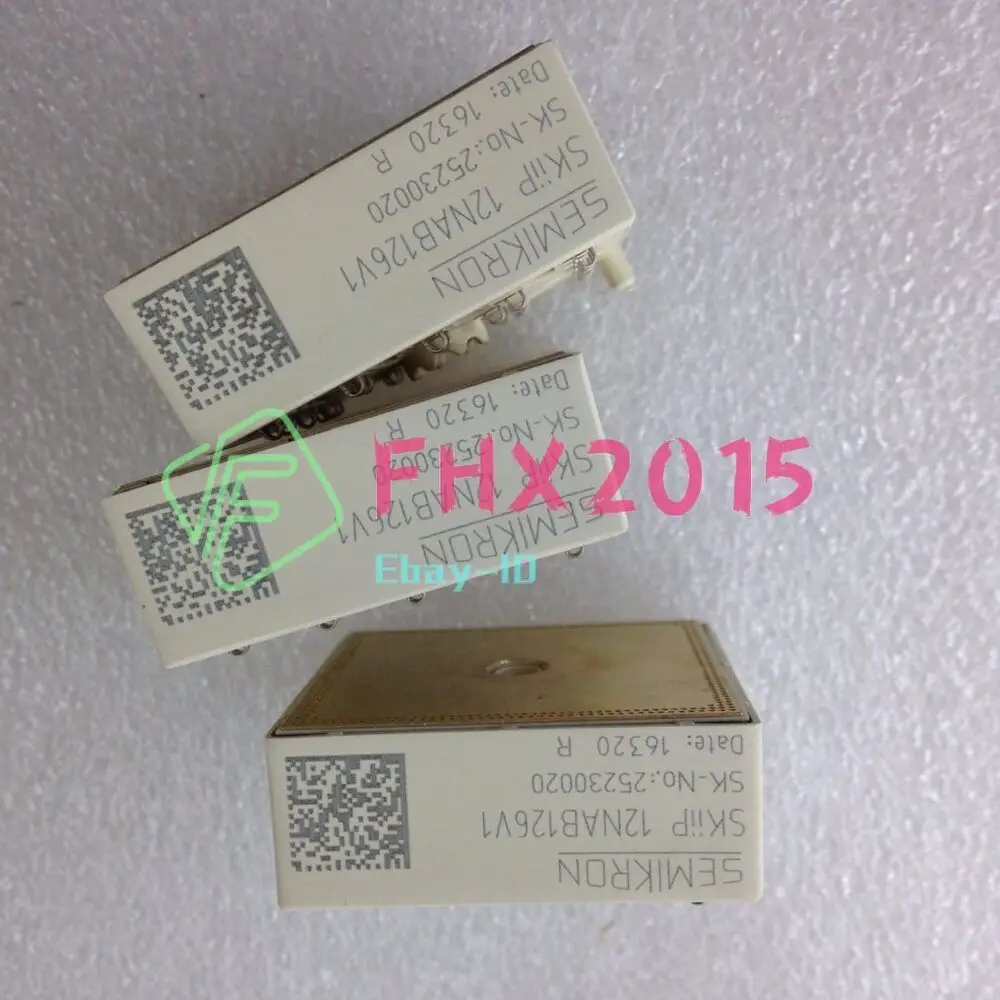 SEMIKRON
SKiiP 12NAB126V1
SK-No.:25230020
Date: 16320 R
FHX2015
Ebay-ID
SEMIKRON
SKiiP 12NAB126V1
SK-No.:25230020
Date: 16320 R
SEMIKRON
SKiiP 12NAB126V1
SK-No.:25230020
Date: 16320 R